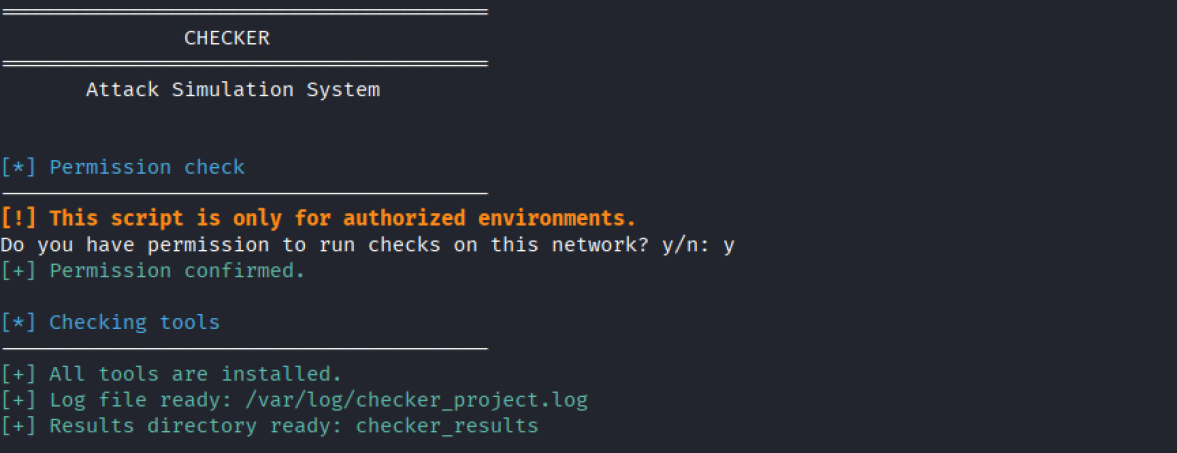 CHECKER
Attack Simulation System
[*] Permission check
[!] This script is only for authorized environments.
Do you have permission to run checks on this network? y/n: y
[+] Permission confirmed.
[*] Checking tools
[+] All tools are installed.
[+] Log file ready: /var/log/checker_project.log
[+] Results directory ready: checker_results